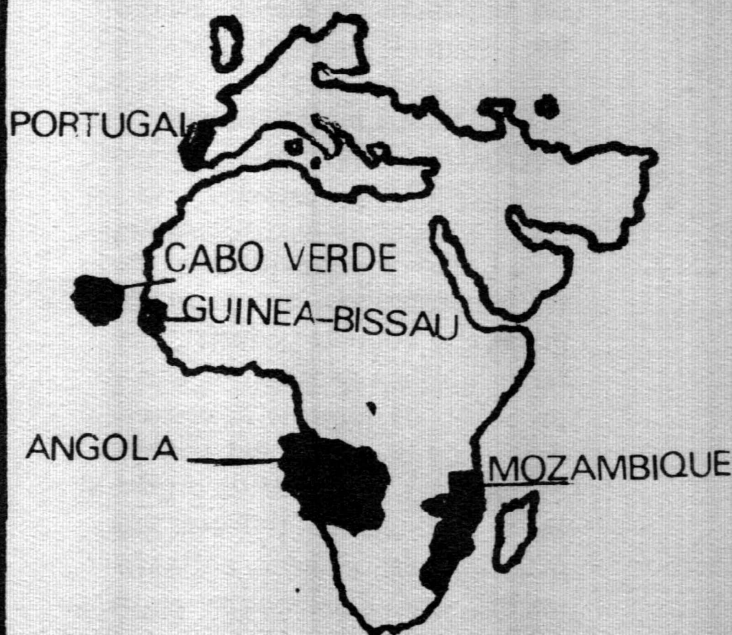 PORTUGAL
CABO VERDE
GUINEA-BISSAU
ANGOLA
MOZAMBIQUE